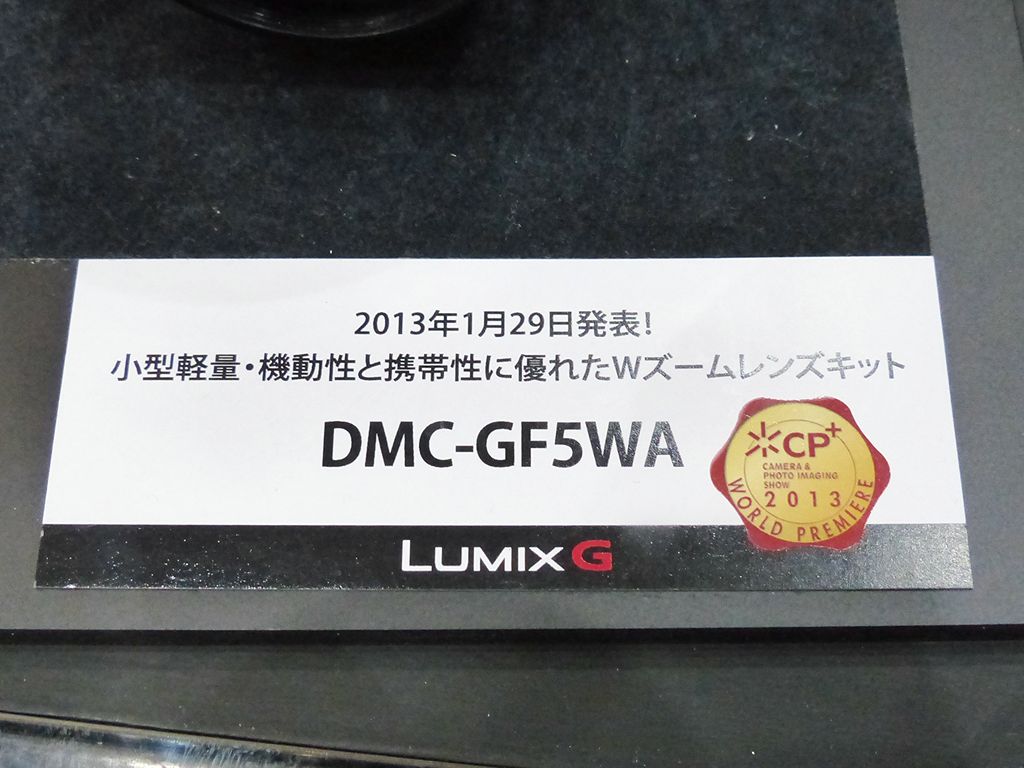 2013年1月29日発表!
小型軽量・機動性と携帯性に優れたWズームレンズキット
DMC-GF5WA
CP+
CAMERA &
PHOTO IMAGING
SHOW
2013
WORLD PREMIERE
LUMIX G